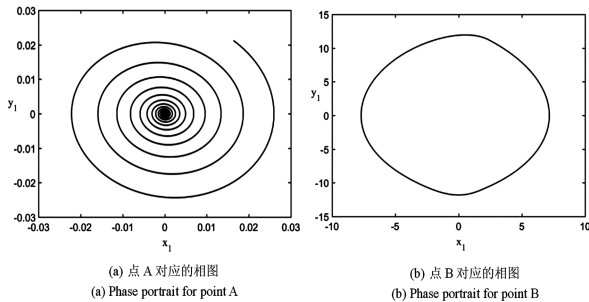 0.03
0.02
0.01
y₁
0
-0.01
-0.02
-0.03
-0.03 -0.02 -0.01 0 0.01 0.02 0.03
x₁
15
10
5
y₁
0
-5
-10
-15
-10 -5 0 5 10
x₁
(a) 点 A 对应的相图
(a) Phase portrait for point A
(b) 点 B 对应的相图
(b) Phase portrait for point B